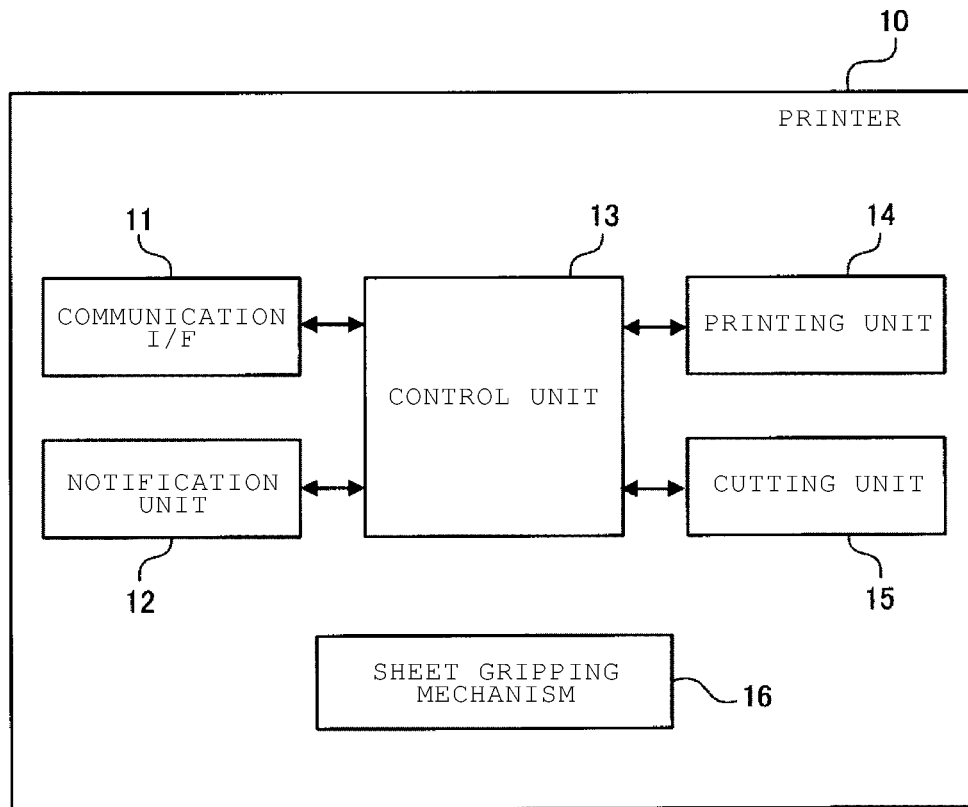 10
PRINTER
11
13
14
COMMUNICATION
I/F
CONTROL UNIT
PRINTING UNIT
NOTIFICATION
UNIT
CUTTING UNIT
12
15
SHEET GRIPPING
MECHANISM
16